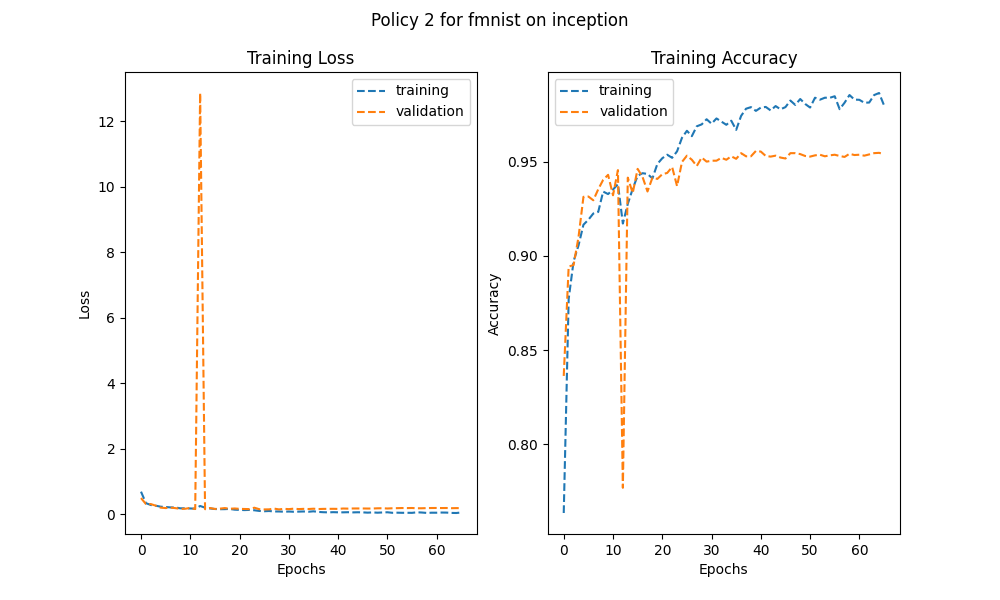 Policy 2 for fmnist on inception
Training Loss
training
validation
12
10
8
6
4
2
0
Loss
0
10
20
30
40
50
60
Epochs
Training Accuracy
training
validation
0.95
0.90
0.85
0.80
Accuracy
0
10
20
30
40
50
60
Epochs